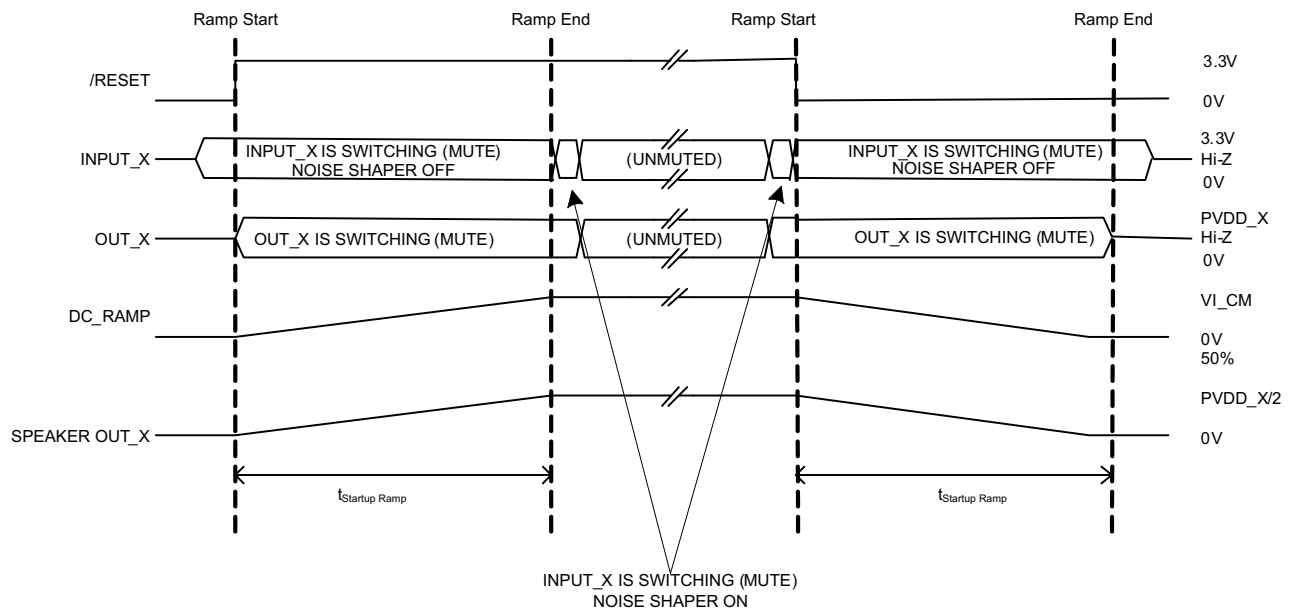 Ramp Start
Ramp End
Ramp Start
Ramp End
/RESET
3.3V
0V
INPUT_X
INPUT_X IS SWITCHING (MUTE)
NOISE SHAPER OFF
(UNMUTED)
INPUT_X IS SWITCHING (MUTE)
NOISE SHAPER OFF
3.3V
Hi-Z
0V
OUT_X
OUT_X IS SWITCHING (MUTE)
(UNMUTED)
OUT_X IS SWITCHING (MUTE)
PVDD_X
Hi-Z
0V
DC_RAMP
VI_CM
0V
50%
SPEAKER OUT_X
PVDD_X/2
0V
tStartup Ramp
tStartup Ramp
INPUT_X IS SWITCHING (MUTE)
NOISE SHAPER ON